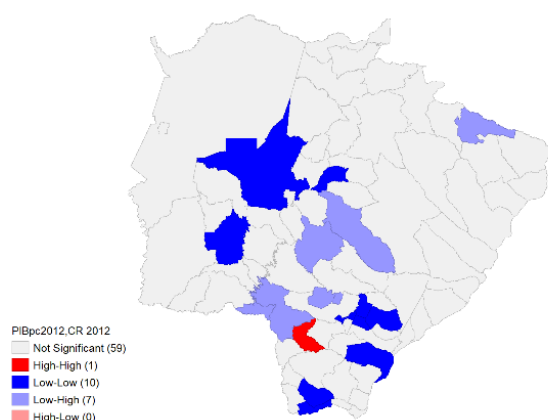 PIBpc2012,CR 2012
Not Significant (59)
High-High (1)
Low-Low (10)
Low-High (7)
High-Low (0)